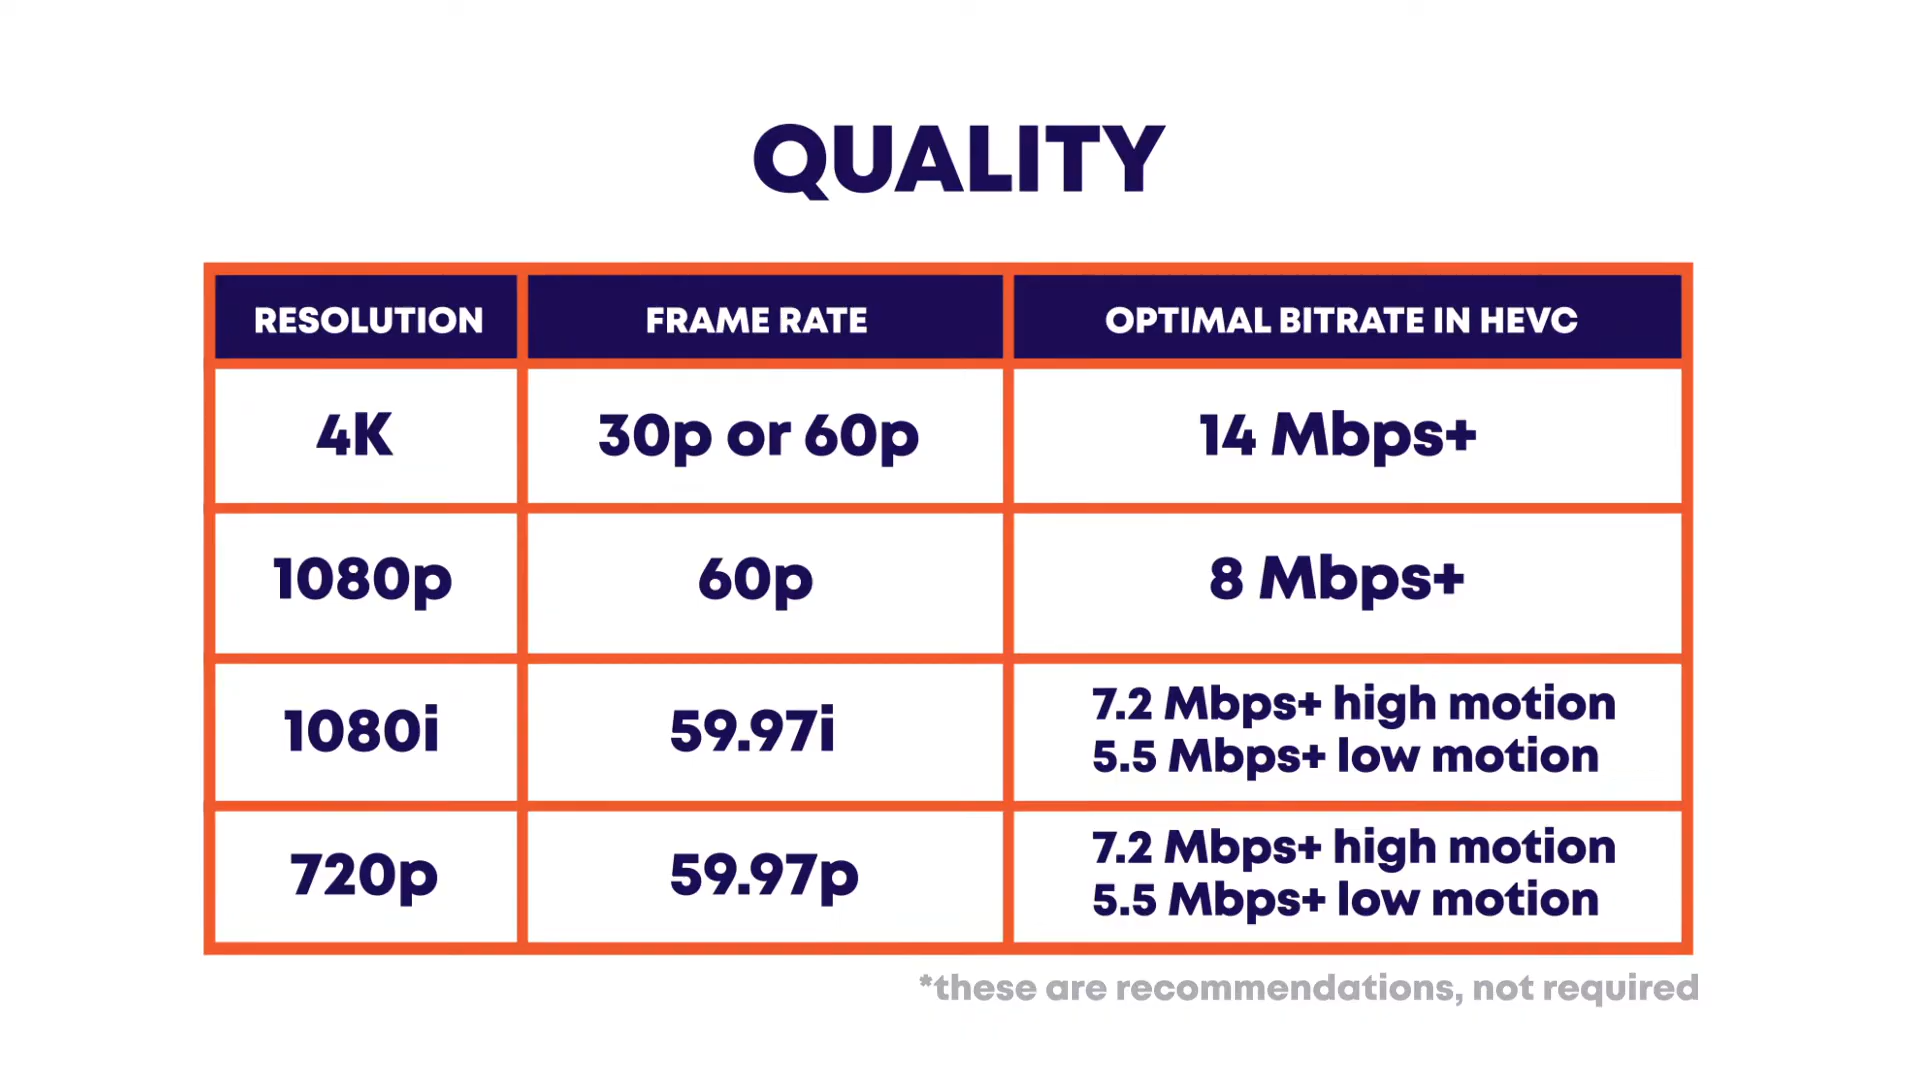 QUALITY
RESOLUTION FRAME RATE OPTIMAL BITRATE IN HEVC
4K 30p or 60p 14 Mbps+
1080p 60p 8 Mbps+
1080i 59.97i 7.2 Mbps+ high motion
5.5 Mbps+ low motion
720p 59.97p 7.2 Mbps+ high motion
5.5 Mbps+ low motion
*these are recommendations, not required